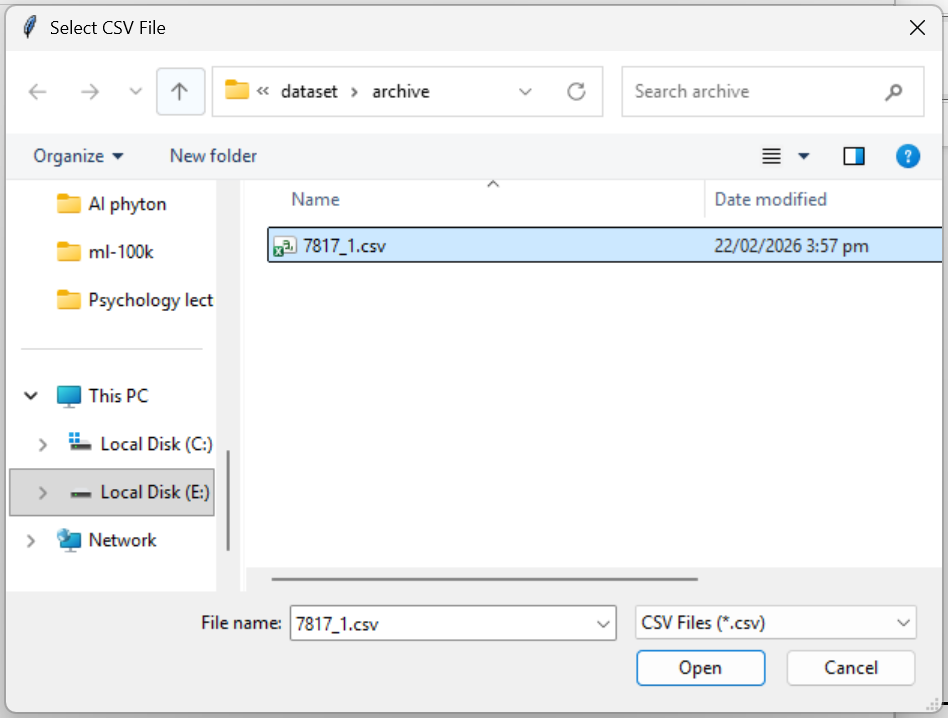 Select CSV File
« dataset > archive
Search archive
Organize
New folder
?
Name
Date modified
AI phyton
ml-100k
Psychology lect
7817_1.csv
22/02/2026 3:57 pm
This PC
Local Disk (C:)
Local Disk (E:)
Network
File name:
7817_1.csv
CSV Files (*.csv)
Open
Cancel